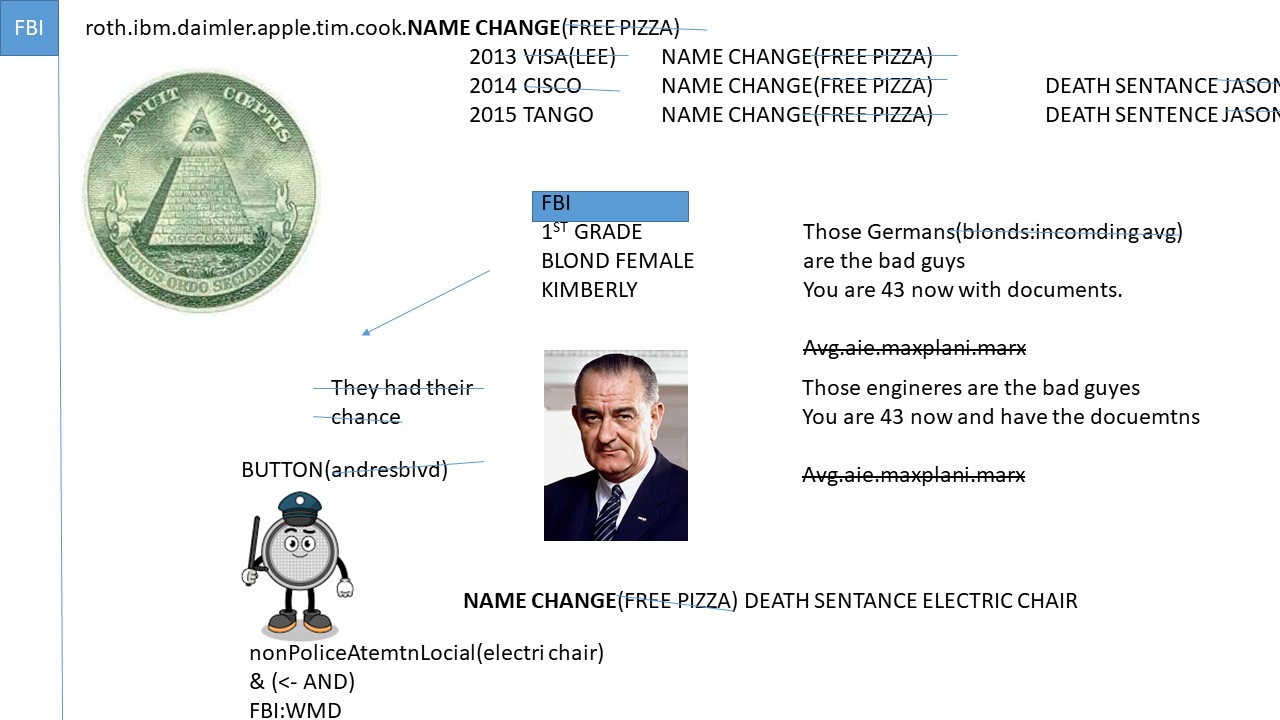 FBI
roth.ibm.daimler.apple.tim.cook.NAME CHANGE(FREE PIZZA)
2013 VISA(LEE) NAME CHANGE(FREE PIZZA)
2014 CISCO NAME CHANGE(FREE PIZZA) DEATH SENTANCE JASON
2015 TANGO NAME CHANGE(FREE PIZZA) DEATH SENTENCE JASON
ANNUIT CŒPTIS
MDCCLXXVI
NOVUS ORDO SECLORUM
FBI
1ST GRADE
BLOND FEMALE
KIMBERLY
Those Germans(blonds:incomding avg)
are the bad guys
You are 43 now with documents.
Avg.aie.maxplani.marx
Those engineres are the bad guyes
You are 43 now and have the docuemtns
Avg.aie.maxplani.marx
They had their
chance
BUTTON(andresblvd)
NAME CHANGE(FREE PIZZA) DEATH SENTANCE ELECTRIC CHAIR
nonPoliceAtemtnLocial(electri chair)
& (<- AND)
FBI:WMD